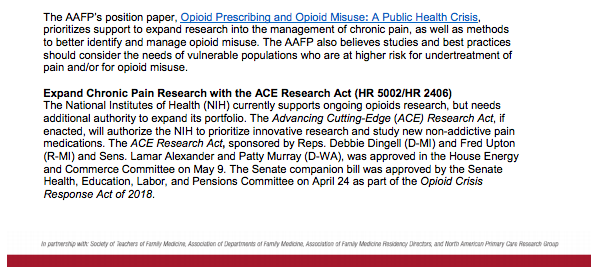 The AAFP's position paper, Opioid Prescribing and Opioid Misuse: A Public Health Crisis,
prioritizes support to expand research into the management of chronic pain, as well as methods
to better identify and manage opioid misuse. The AAFP also believes studies and best practices
should consider the needs of vulnerable populations who are at higher risk for undertreatment of
pain and/or for opioid misuse.
Expand Chronic Pain Research with the ACE Research Act (HR 5002/HR 2406)
The National Institutes of Health (NIH) currently supports ongoing opioids research, but needs
additional authority to expand its portfolio. The Advancing Cutting-Edge (ACE) Research Act, if
enacted, will authorize the NIH to prioritize innovative research and study new non-addictive pain
medications. The ACE Research Act, sponsored by Reps. Debbie Dingell (D-MI) and Fred Upton
(R-MI) and Sens. Lamar Alexander and Patty Murray (D-WA), was approved in the House Energy
and Commerce Committee on May 9. The Senate companion bill was approved by the Senate
Health, Education, Labor, and Pensions Committee on April 24 as part of the Opioid Crisis
Response Act of 2018.
In partnership with: Society of Teachers of Family Medicine, Association of Departments of Family Medicine, Association of Family Medicine Residency Directors, and North American Primary Care Research Group